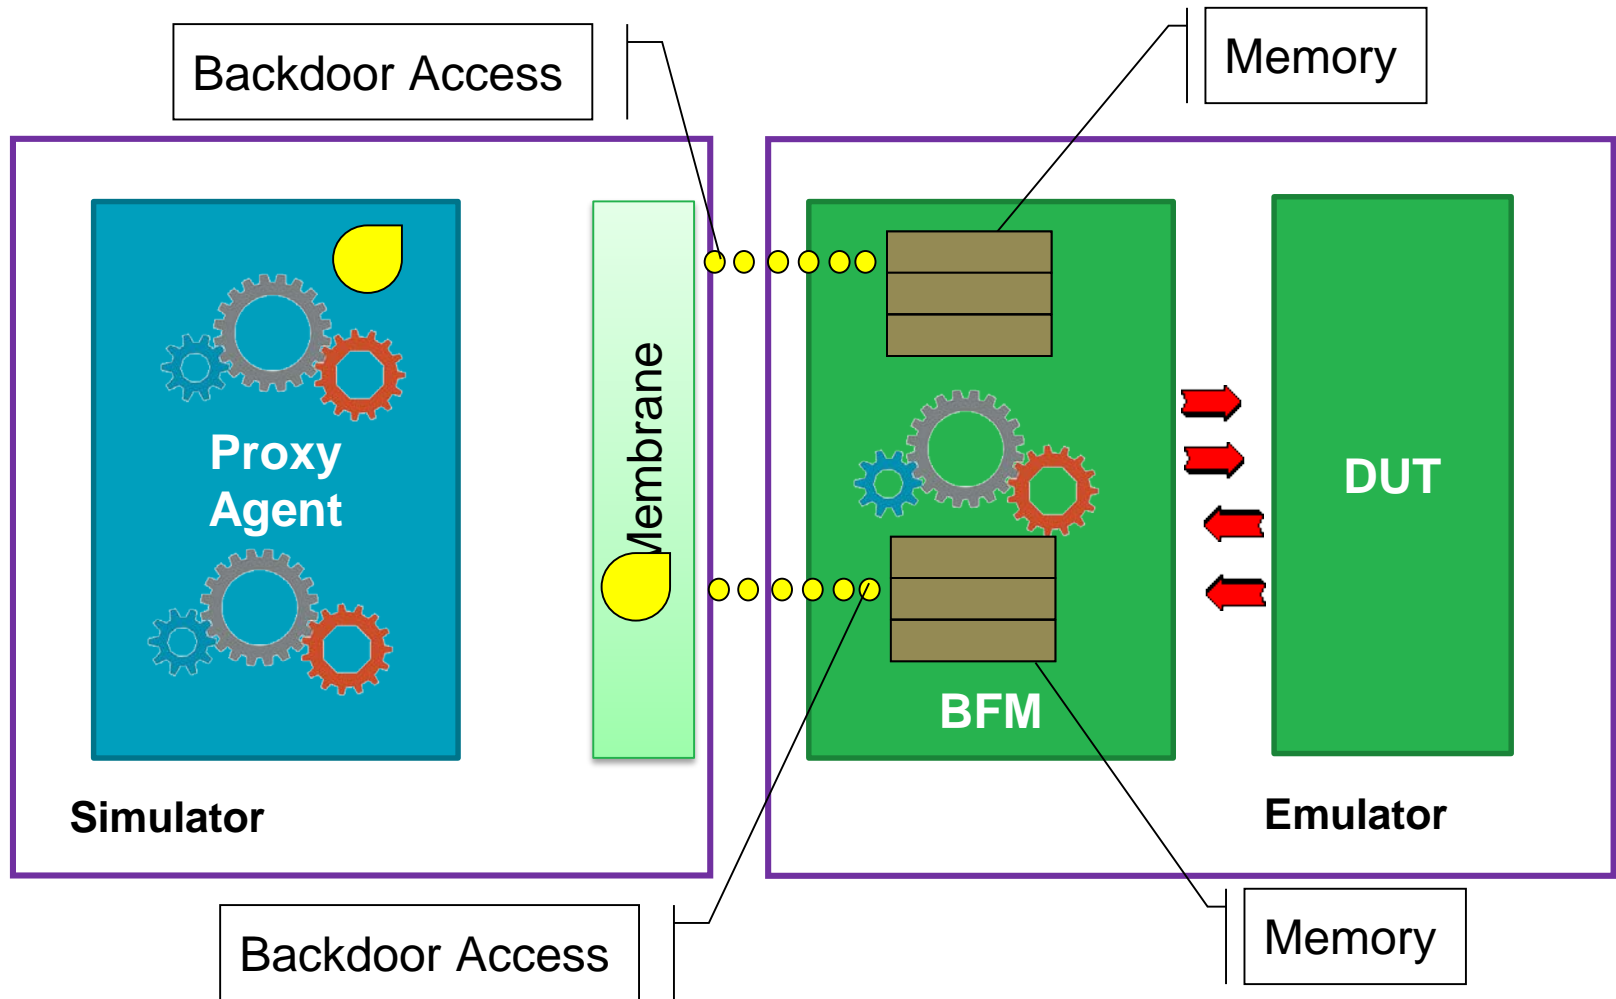 Backdoor Access
Memory
Proxy
Agent
Membrane
BFM
DUT
Simulator
Emulator
Backdoor Access
Memory